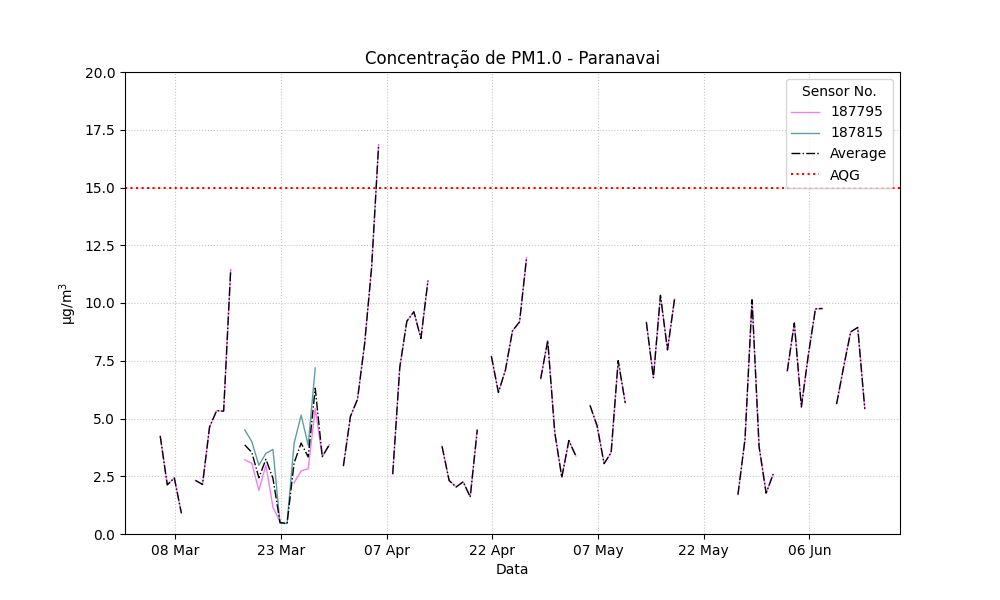 Concentração de PM1.0 - Paranavai
20.0
17.5
15.0
12.5
10.0
7.5
5.0
2.5
0.0
µg/m³
Sensor No.
187795
187815
Average
AQG
08 Mar
23 Mar
07 Apr
22 Apr
07 May
22 May
06 Jun
Data